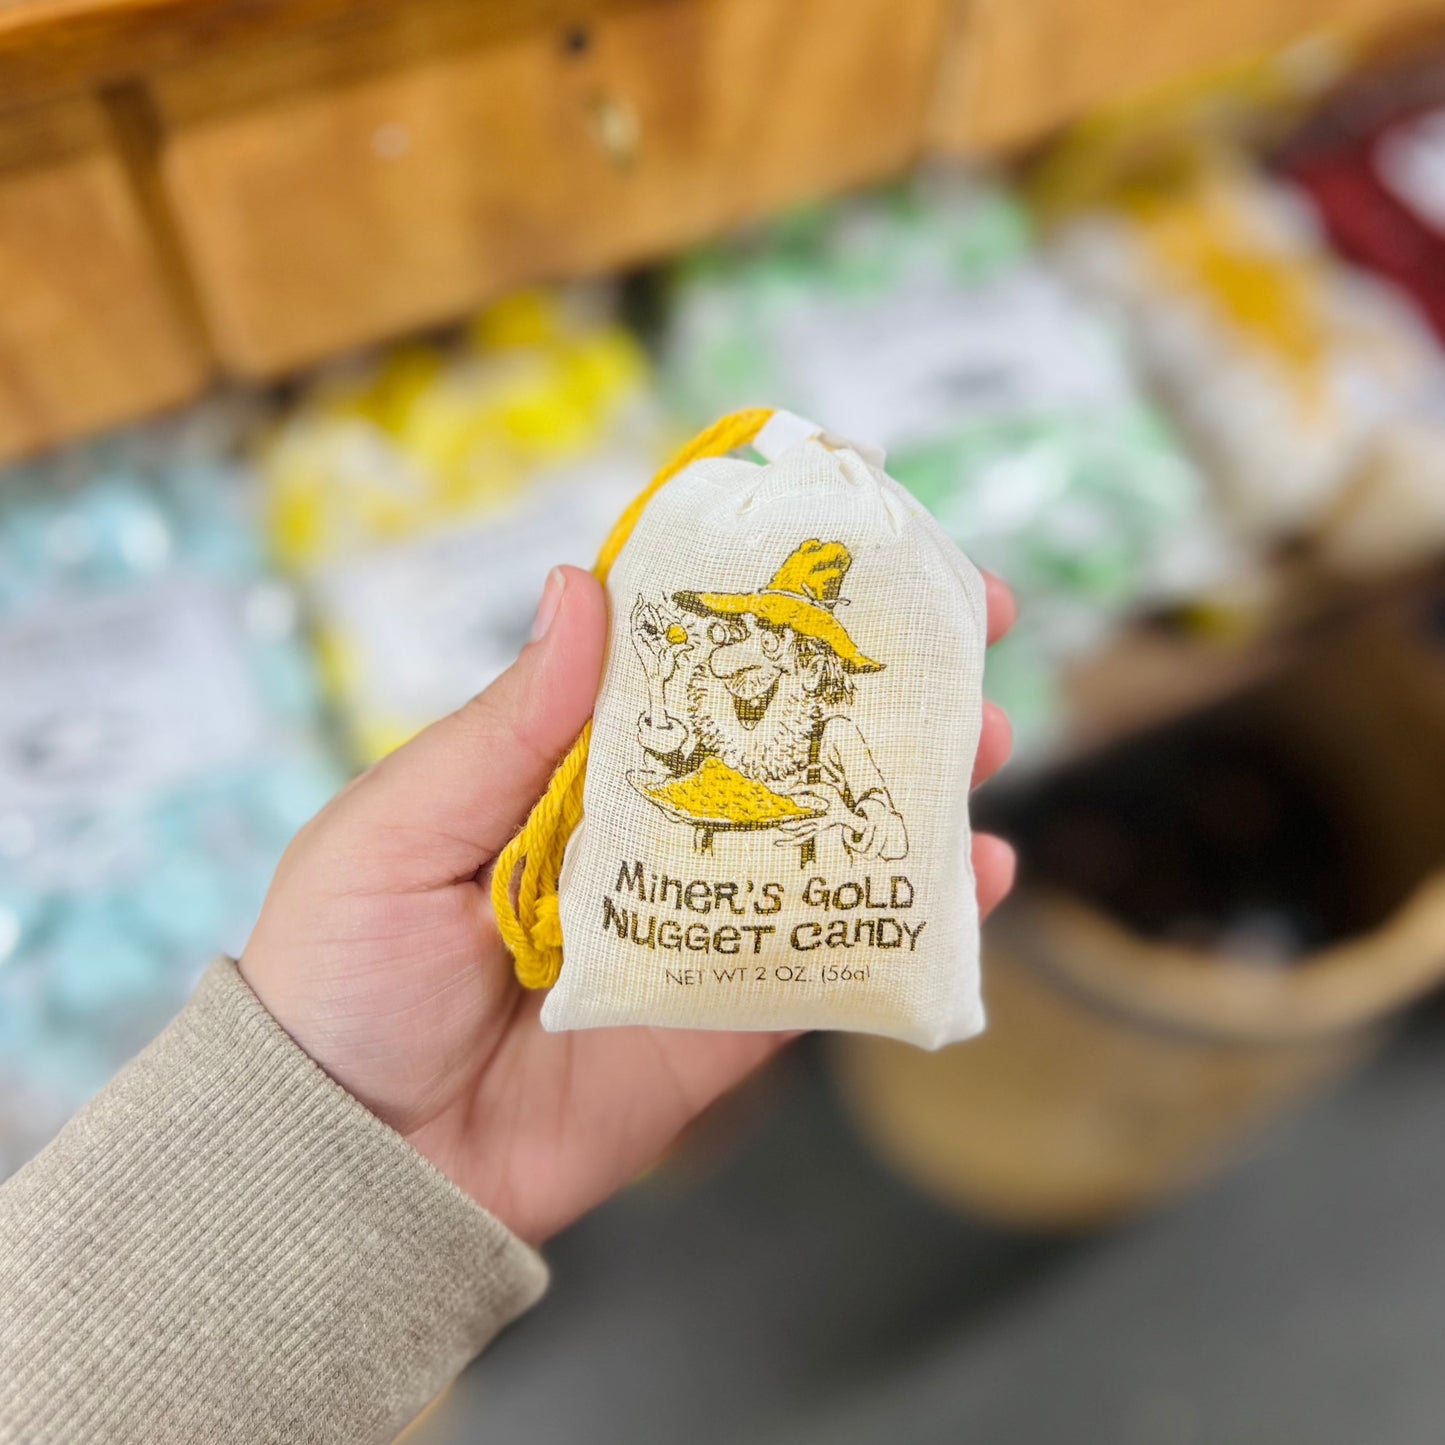 Miner's Gold
Nugget Candy
NET WT 2 OZ. (56g)